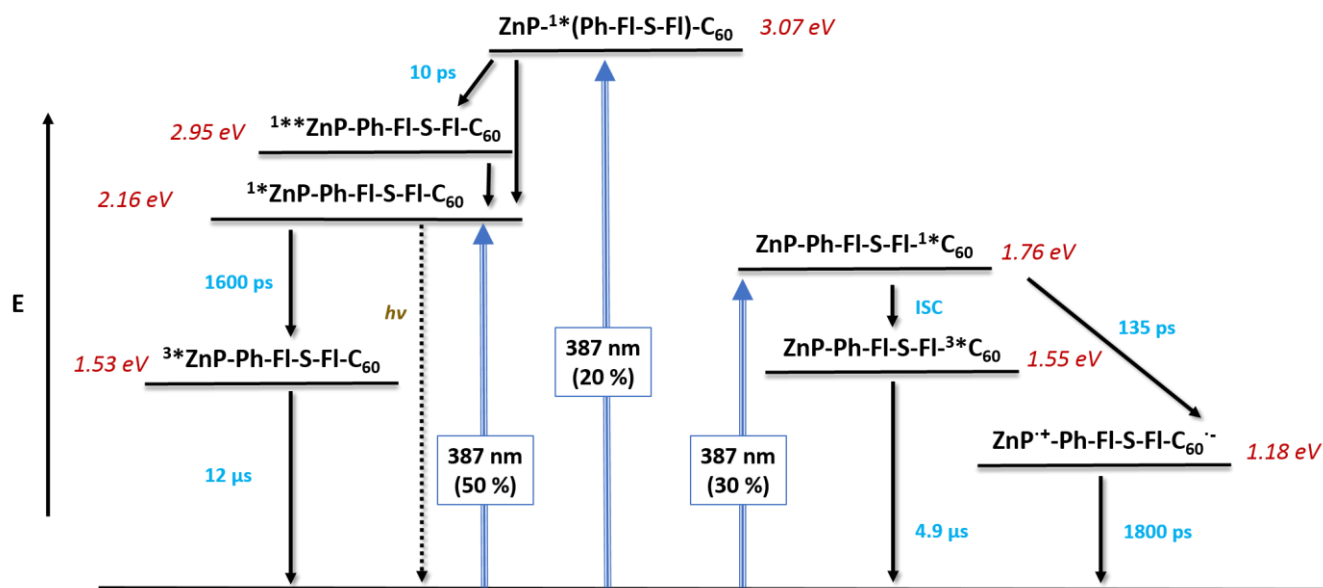 ZnP-¹*(Ph-Fl-S-Fl)-C₆₀
3.07 eV
10 ps
2.95 eV
¹**ZnP-Ph-Fl-S-Fl-C₆₀
2.16 eV
¹*ZnP-Ph-Fl-S-Fl-C₆₀
ZnP-Ph-Fl-S-Fl-¹*C₆₀
1.76 eV
1600 ps
E
hν
ISC
135 ps
387 nm
(20 %)
1.53 eV
³*ZnP-Ph-Fl-S-Fl-C₆₀
ZnP-Ph-Fl-S-Fl-³*C₆₀
1.55 eV
ZnP˙⁺-Ph-Fl-S-Fl-C₆₀˙⁻
1.18 eV
12 µs
387 nm
(50 %)
387 nm
(30 %)
4.9 µs
1800 ps